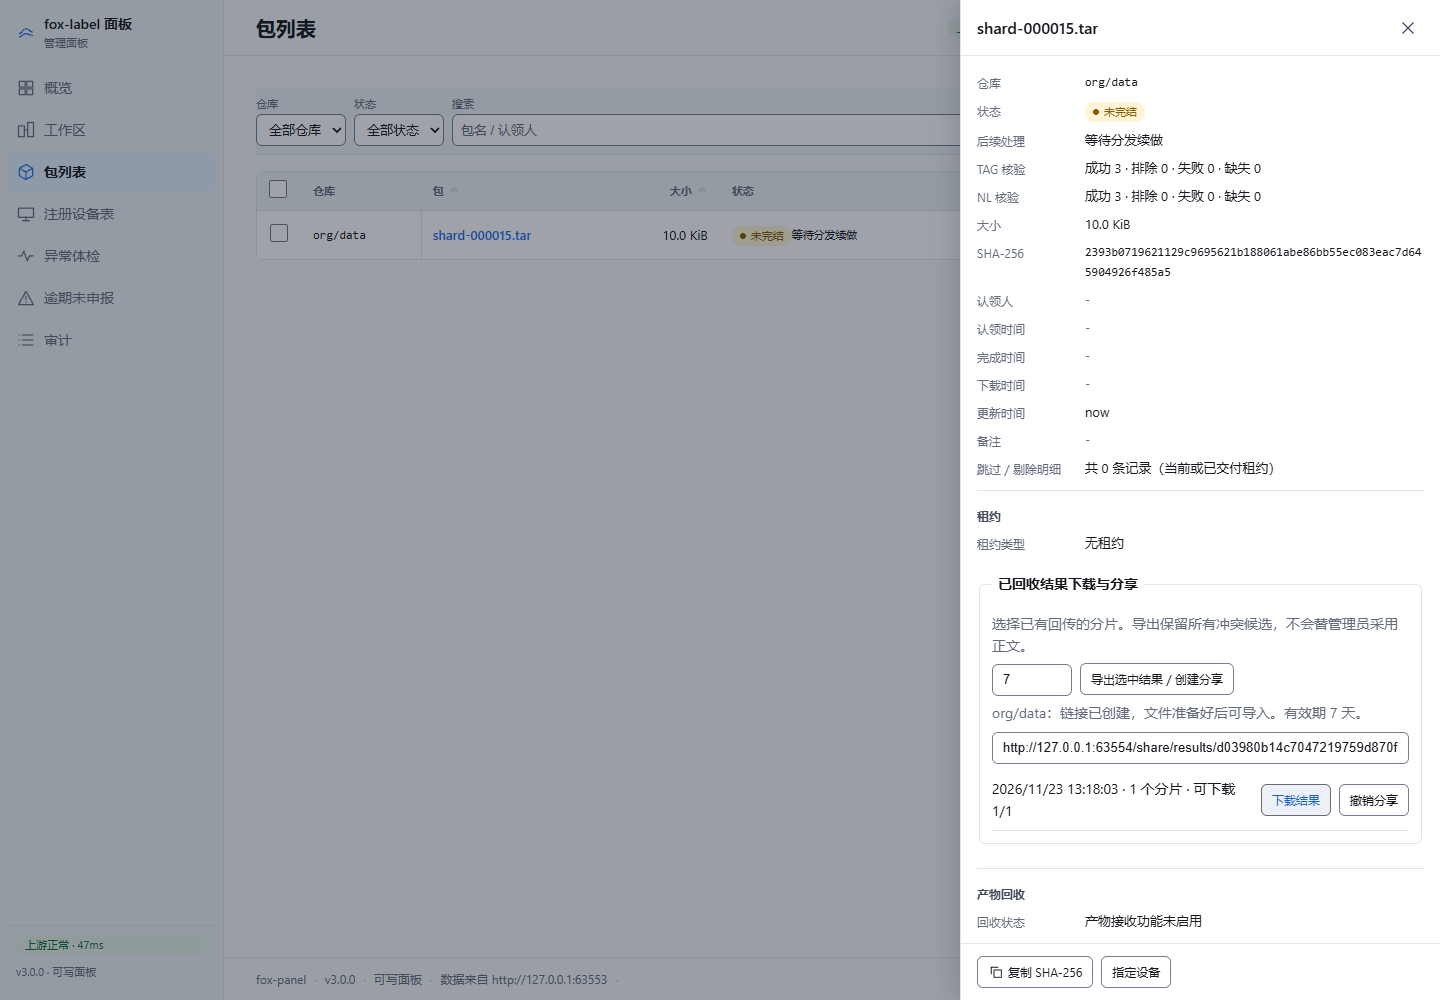 fox-label 面板
管理面板
概览
工作区
包列表
注册设备表
异常体检
逾期未申报
审计
上游正常 · 47ms
v3.0.0 · 可写面板
包列表
仓库
状态
搜索
全部仓库
全部状态
包名 / 认领人
仓库
包
大小
状态
org/data
shard-000015.tar
10.0 KiB
未完结 等待分发续做
fox-panel · v3.0.0 · 可写面板 · 数据来自 http://127.0.0.1:63553 ·
shard-000015.tar
仓库 org/data
状态 未完结
后续处理 等待分发续做
TAG 核验 成功 3 · 排除 0 · 失败 0 · 缺失 0
NL 核验 成功 3 · 排除 0 · 失败 0 · 缺失 0
大小 10.0 KiB
SHA-256 2393b0719621129c9695621b188061abe86bb55ec083eac7d64
5904926f485a5
认领人 -
认领时间 -
完成时间 -
下载时间 -
更新时间 now
备注 -
跳过 / 剔除明细 共 0 条记录（当前或已交付租约）
租约
租约类型 无租约
已回收结果下载与分享
选择已有回传的分片。导出保留所有冲突候选，不会替管理员采用
正文。
7
导出选中结果 / 创建分享
org/data：链接已创建，文件准备好后可导入。有效期 7 天。
http://127.0.0.1:63554/share/results/d03980b14c7047219759d870f
2026/11/23 13:18:03 · 1 个分片 · 可下载
1/1
下载结果
撤销分享
产物回收
回收状态 产物接收功能未启用
复制 SHA-256
指定设备